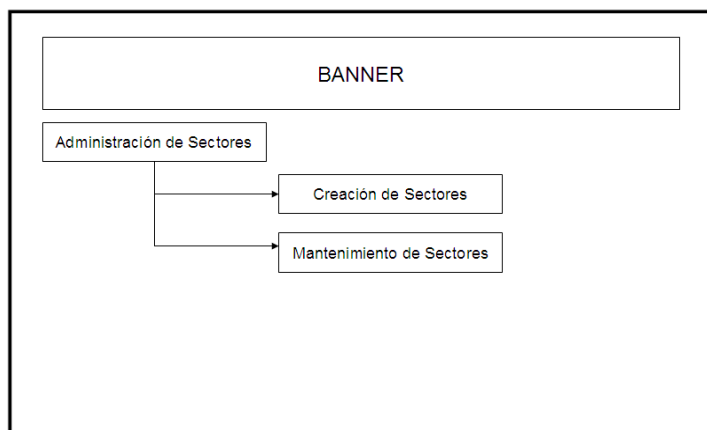 BANNER
Administración de Sectores
Creación de Sectores
Mantenimiento de Sectores